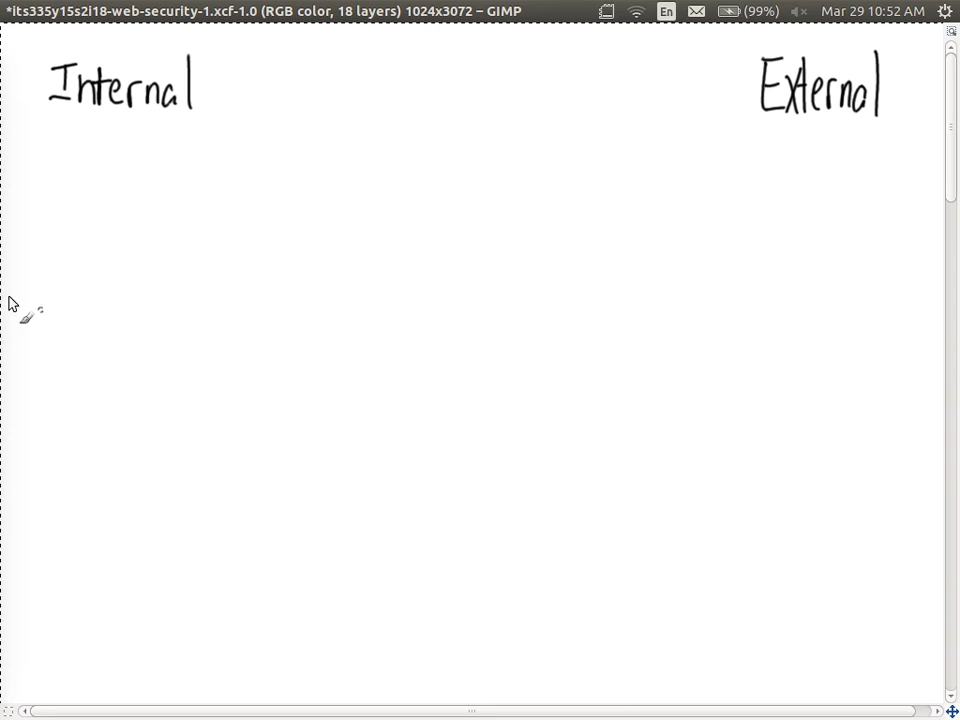 *its335y15s2i18-web-security-1.xcf-1.0 (RGB color, 18 layers) 1024x3072 – GIMP En (99%) Mar 29 10:52 AM
Internal External